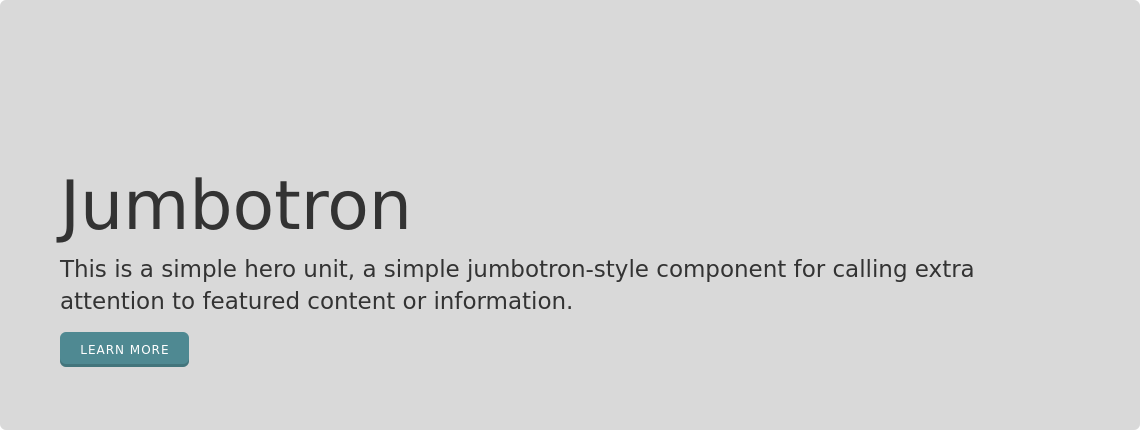 Jumbotron
This is a simple hero unit, a simple jumbotron-style component for calling extra
attention to featured content or information.
LEARN MORE